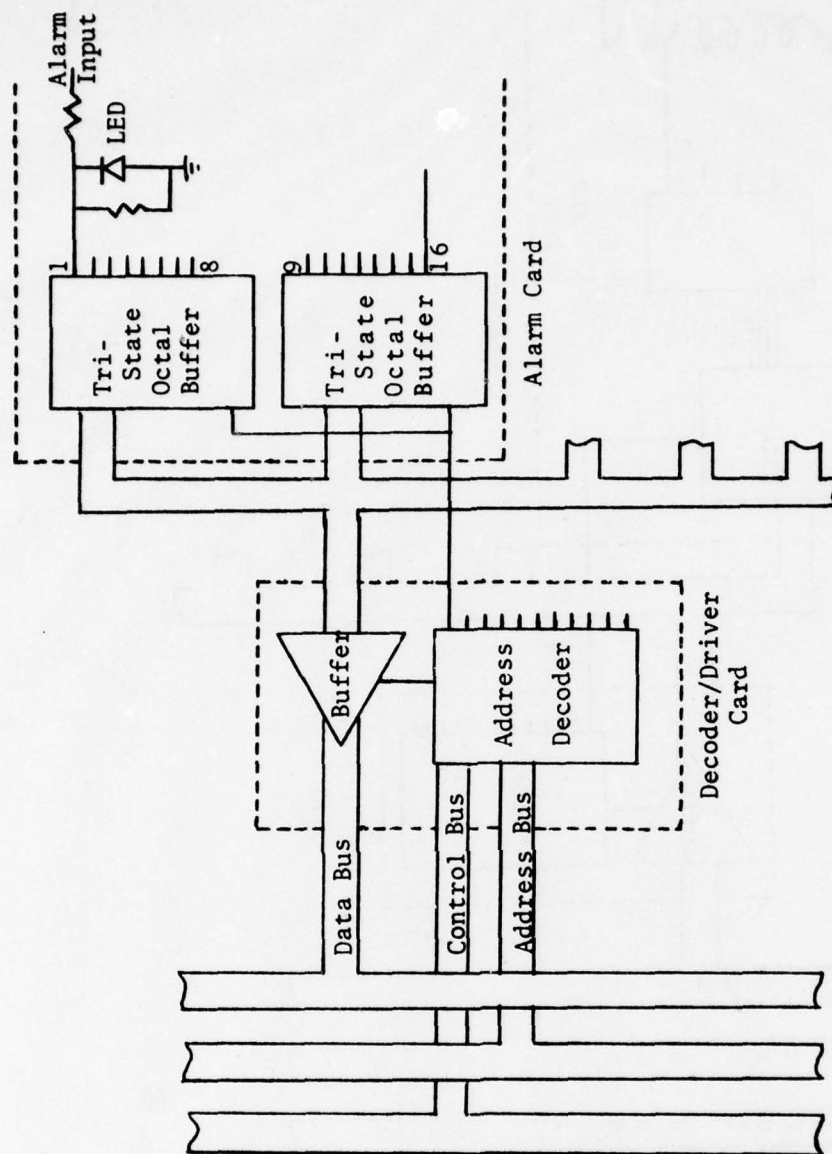 Alarm
Input
LED
1
8
Tri-
State
Octal
Buffer
9
16
Tri-
State
Octal
Buffer
Alarm Card
Buffer
Address
Decoder
Decoder/Driver
Card
Data Bus
Control Bus
Address Bus